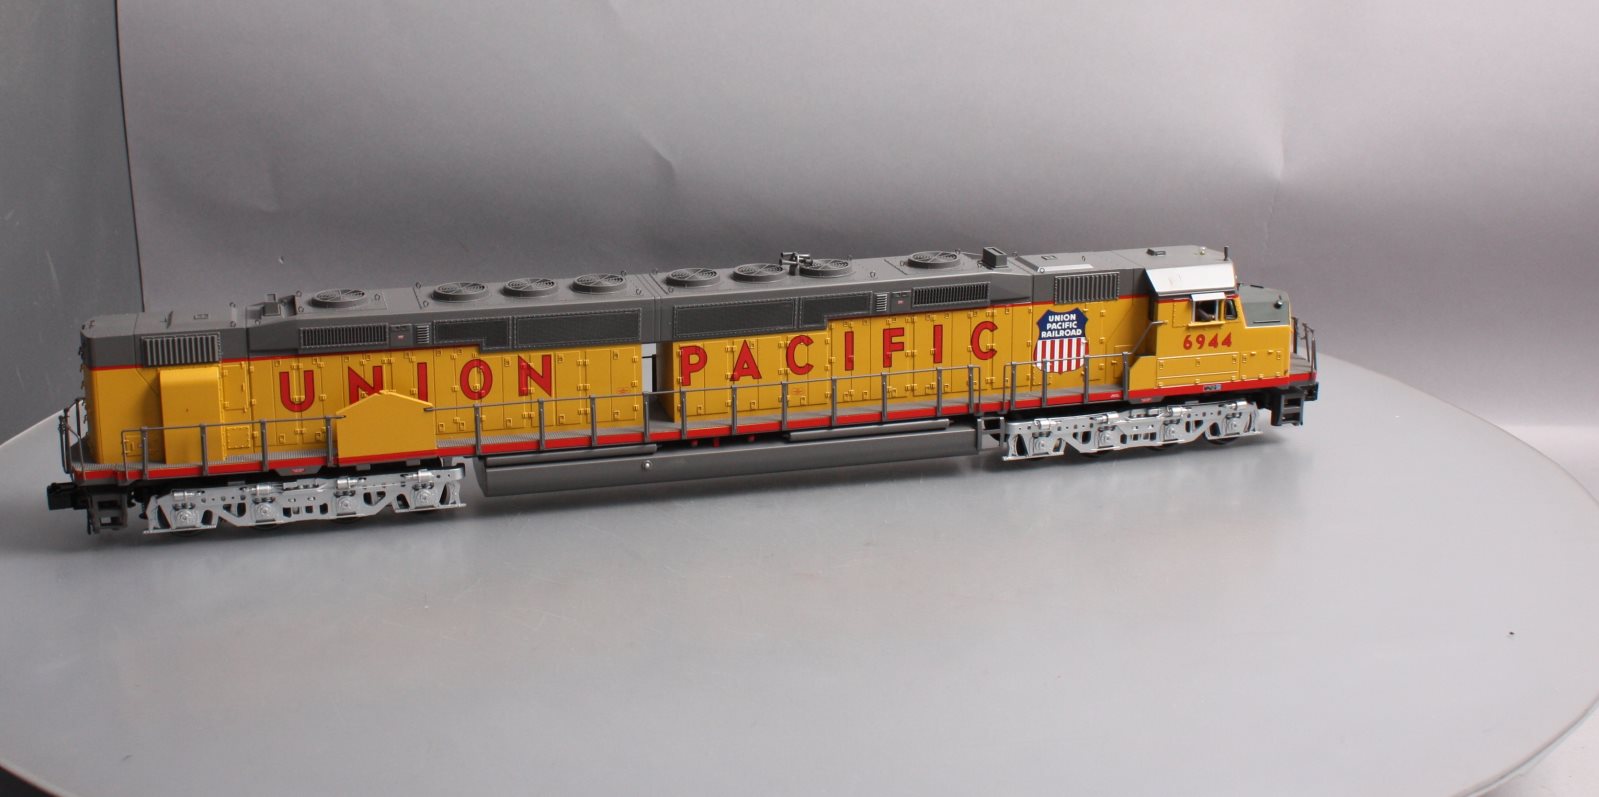 UNION PACIFIC
UNION
PACIFIC
RAILROAD
6944